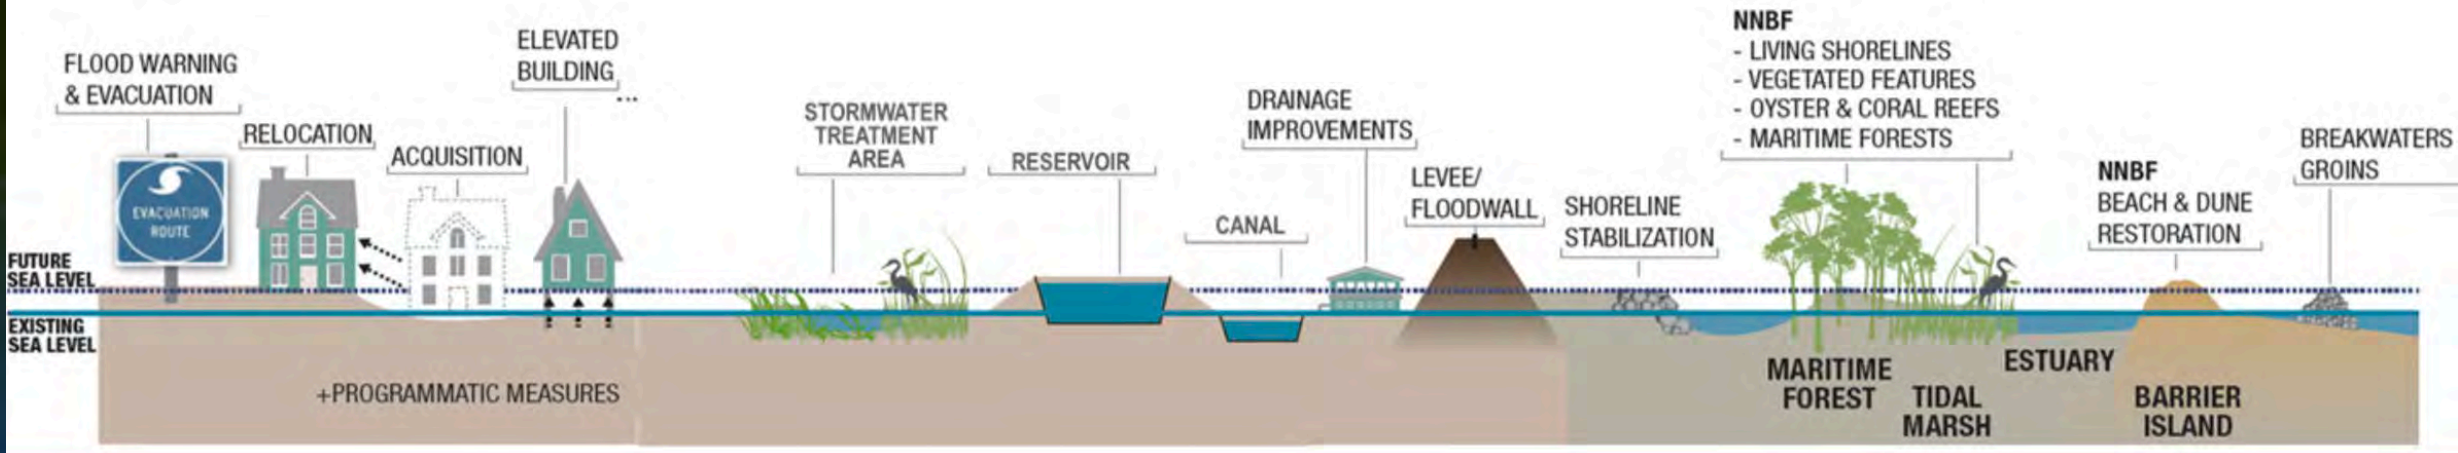 FLOOD WARNING
& EVACUATION
RELOCATION
ACQUISITION
ELEVATED
BUILDING
...
STORMWATER
TREATMENT
AREA
RESERVOIR
CANAL
DRAINAGE
IMPROVEMENTS
LEVEE/
FLOODWALL
SHORELINE
STABILIZATION
NNBF
- LIVING SHORELINES
- VEGETATED FEATURES
- OYSTER & CORAL REEFS
- MARITIME FORESTS
NNBF
BEACH & DUNE
RESTORATION
BREAKWATERS
GROINS
EVACUATION
ROUTE
FUTURE
SEA LEVEL
EXISTING
SEA LEVEL
+PROGRAMMATIC MEASURES
MARITIME
FOREST
TIDAL
MARSH
ESTUARY
BARRIER
ISLAND